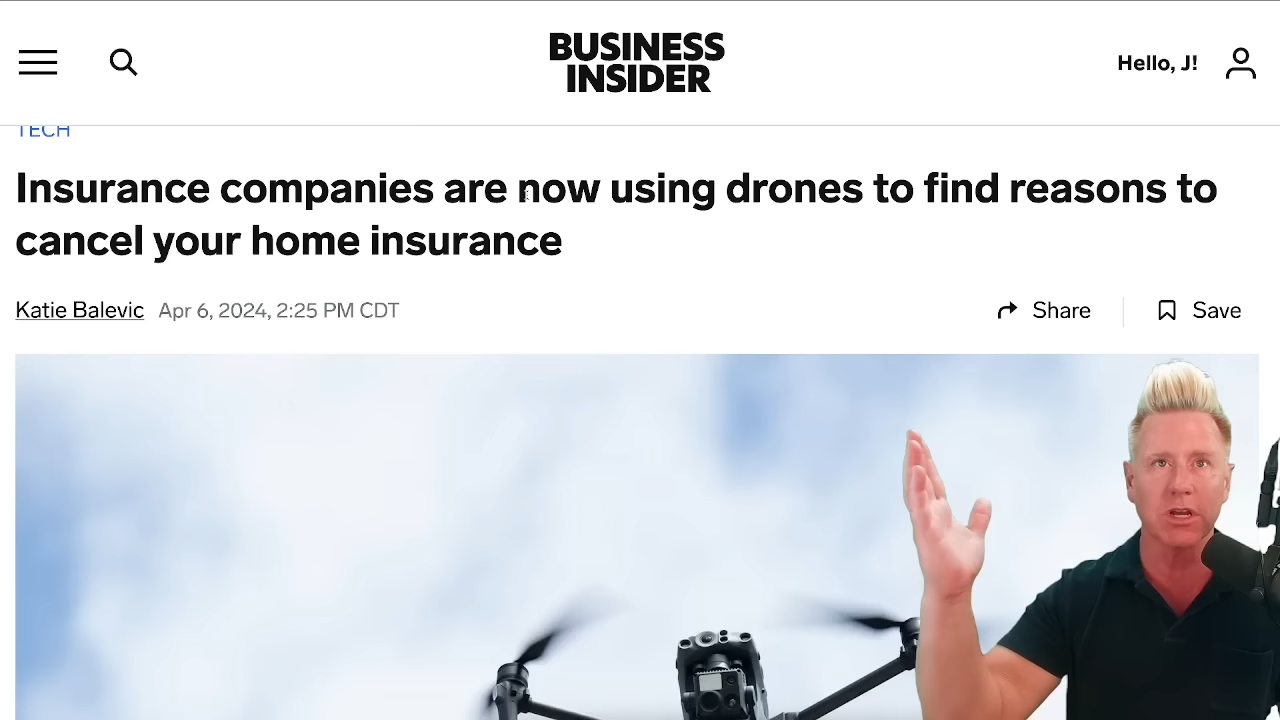 BUSINESS
INSIDER
Hello, J!
TECH
Insurance companies are now using drones to find reasons to
cancel your home insurance
Katie Balevic Apr 6, 2024, 2:25 PM CDT
Share
Save